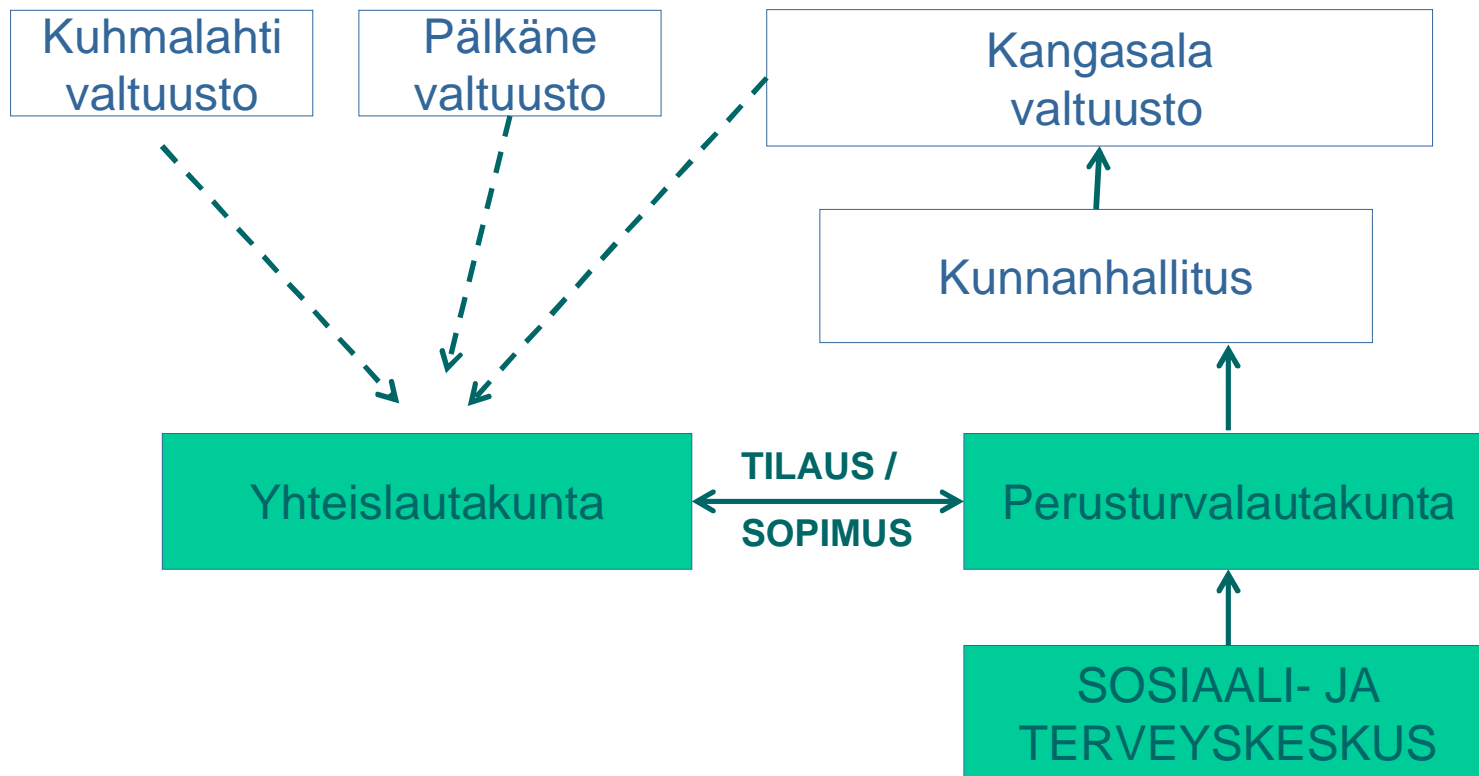 Kuhmalahti
valtuusto
Pälkäne
valtuusto
Kangasala
valtuusto
Kunnanhallitus
Yhteislautakunta
TILAUS /
SOPIMUS
Perusturvalautakunta
SOSIAALI- JA
TERVEYSKESKUS